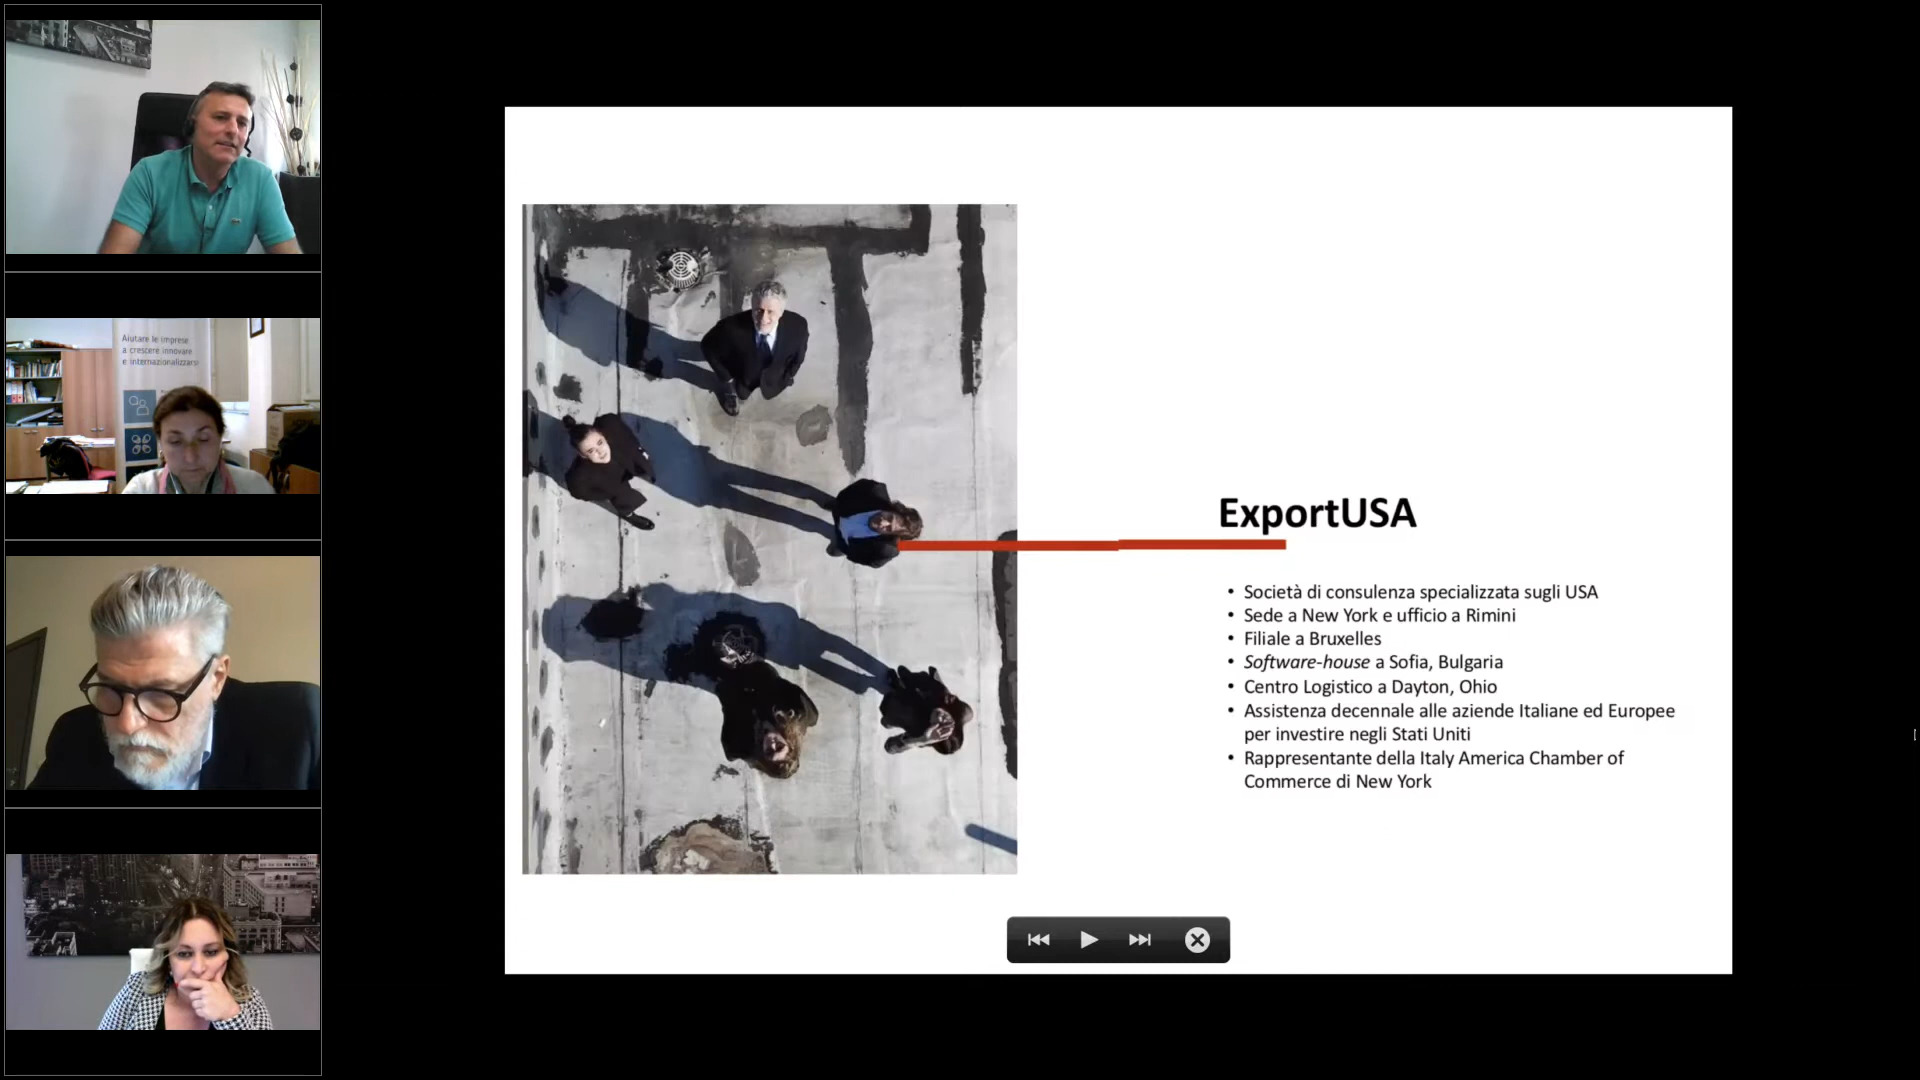 Aiutare le imprese
a crescere innovare
e internazionalizzarsi
ExportUSA
• Società di consulenza specializzata sugli USA
• Sede a New York e ufficio a Rimini
• Filiale a Bruxelles
• Software-house a Sofia, Bulgaria
• Centro Logistico a Dayton, Ohio
• Assistenza decennale alle aziende Italiane ed Europee
per investire negli Stati Uniti
• Rappresentante della Italy America Chamber of
Commerce di New York